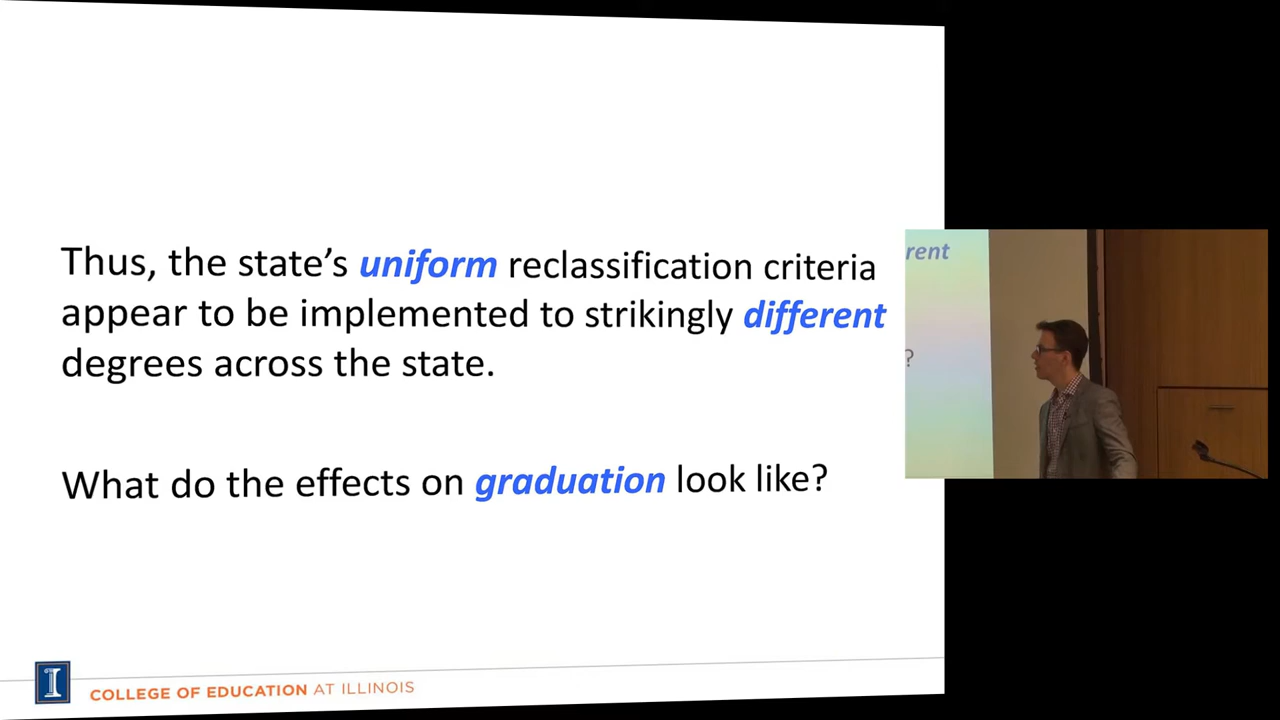 Thus, the state's uniform reclassification criteria
appear to be implemented to strikingly different
degrees across the state.
What do the effects on graduation look like?
I
COLLEGE OF EDUCATION AT ILLINOIS
rent
?